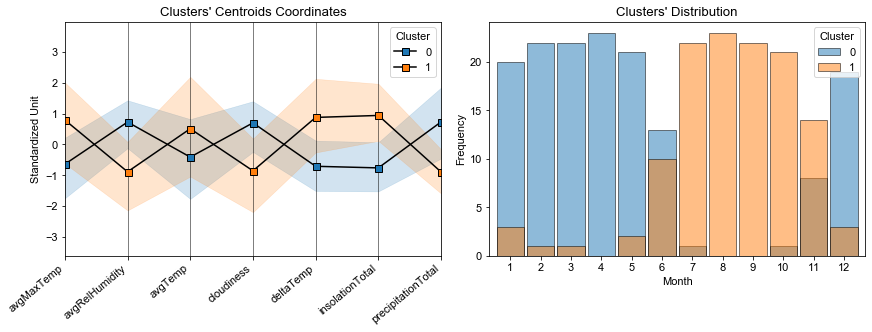 Clusters' Centroids Coordinates
Standardized Unit
3
2
1
0
−1
−2
−3
Cluster
0
1
avgMaxTemp
avgRelHumidity
avgTemp
cloudiness
deltaTemp
insolationTotal
precipitationTotal
Clusters' Distribution
Frequency
20
15
10
5
0
Cluster
0
1
1 2 3 4 5 6 7 8 9 10 11 12
Month